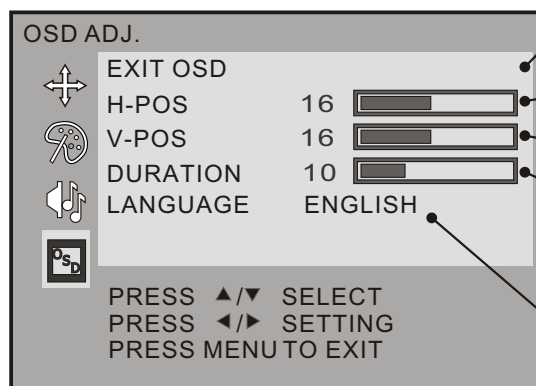 OSD ADJ.
EXIT OSD
H-POS 16
V-POS 16
DURATION 10
LANGUAGE ENGLISH
OSD
PRESS ▲/▼ SELECT
PRESS ◄/► SETTING
PRESS MENU TO EXIT